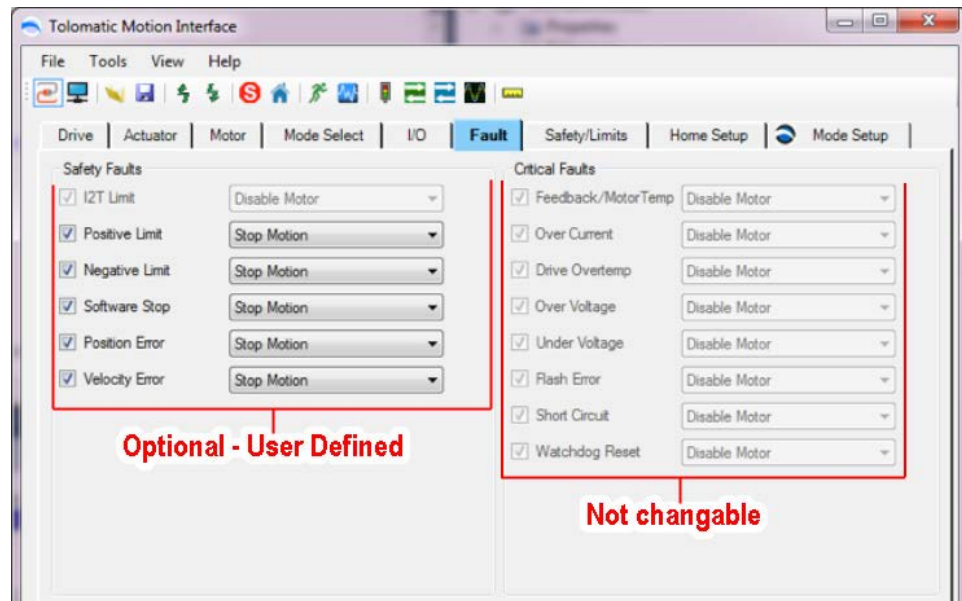 Tolomatic Motion Interface
File Tools View Help
Drive Actuator Motor Mode Select I/O Fault Safety/Limits Home Setup Mode Setup
Safety Faults
I2T Limit Disable Motor
Positive Limit Stop Motion
Negative Limit Stop Motion
Software Stop Stop Motion
Position Error Stop Motion
Velocity Error Stop Motion
Optional - User Defined
Critical Faults
Feedback/MotorTemp Disable Motor
Over Current Disable Motor
Drive Overtemp Disable Motor
Over Voltage Disable Motor
Under Voltage Disable Motor
Flash Error Disable Motor
Short Circuit Disable Motor
Watchdog Reset Disable Motor
Not changable